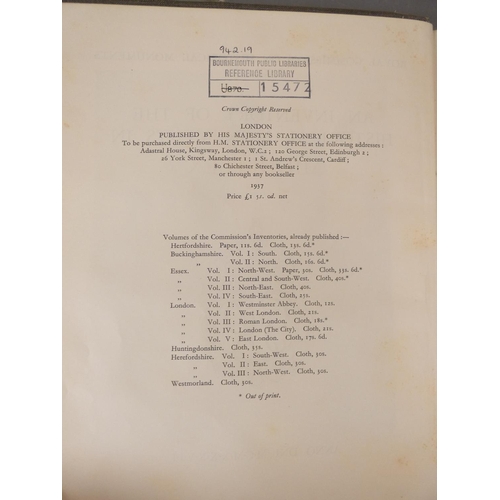 942.19
BOURNEMOUTH PUBLIC LIBRARIES
REFERENCE LIBRARY
15472
Crown Copyright Reserved
LONDON
PUBLISHED BY HIS MAJESTY'S STATIONERY OFFICE
To be purchased directly from H.M. STATIONERY OFFICE at the following addresses :
Adastral House, Kingsway, London, W.C.2 ; 120 George Street, Edinburgh 2 ;
26 York Street, Manchester 1 ; 1 St. Andrew's Crescent, Cardiff ;
80 Chichester Street, Belfast ;
or through any bookseller
1937
Price £1 5s. 0d. net
Volumes of the Commission's Inventories, already published :—
Hertfordshire. Paper, 11s. 6d. Cloth, 15s. 6d.*
Buckinghamshire. Vol. I : South. Cloth, 15s. 6d.*
„ Vol. II : North. Cloth, 16s. 6d.*
Essex. Vol. I : North-West. Paper, 30s. Cloth, 35s. 6d.*
„ Vol. II : Central and South-West. Cloth, 40s.*
„ Vol. III : North-East. Cloth, 40s.
„ Vol. IV : South-East. Cloth, 25s.
London. Vol. I : Westminster Abbey. Cloth, 12s.
„ Vol. II : West London. Cloth, 21s.
„ Vol. III : Roman London. Cloth, 18s.*
„ Vol. IV : London (The City). Cloth, 21s.
„ Vol. V : East London. Cloth, 17s. 6d.
Huntingdonshire. Cloth, 57s.
Herefordshire. Vol. I : South-West. Cloth, 30s.
„ Vol. II : East. Cloth, 30s.
„ Vol. III : North-West. Cloth, 30s.
Westmorland. Cloth, 30s.
* Out of print.